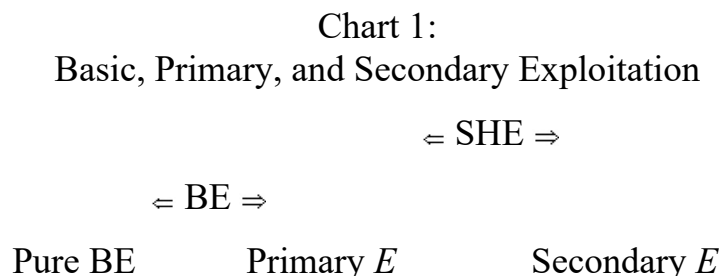 Chart 1:
Basic, Primary, and Secondary Exploitation
⇐ SHE ⇒
⇐ BE ⇒
Pure BE Primary E Secondary E